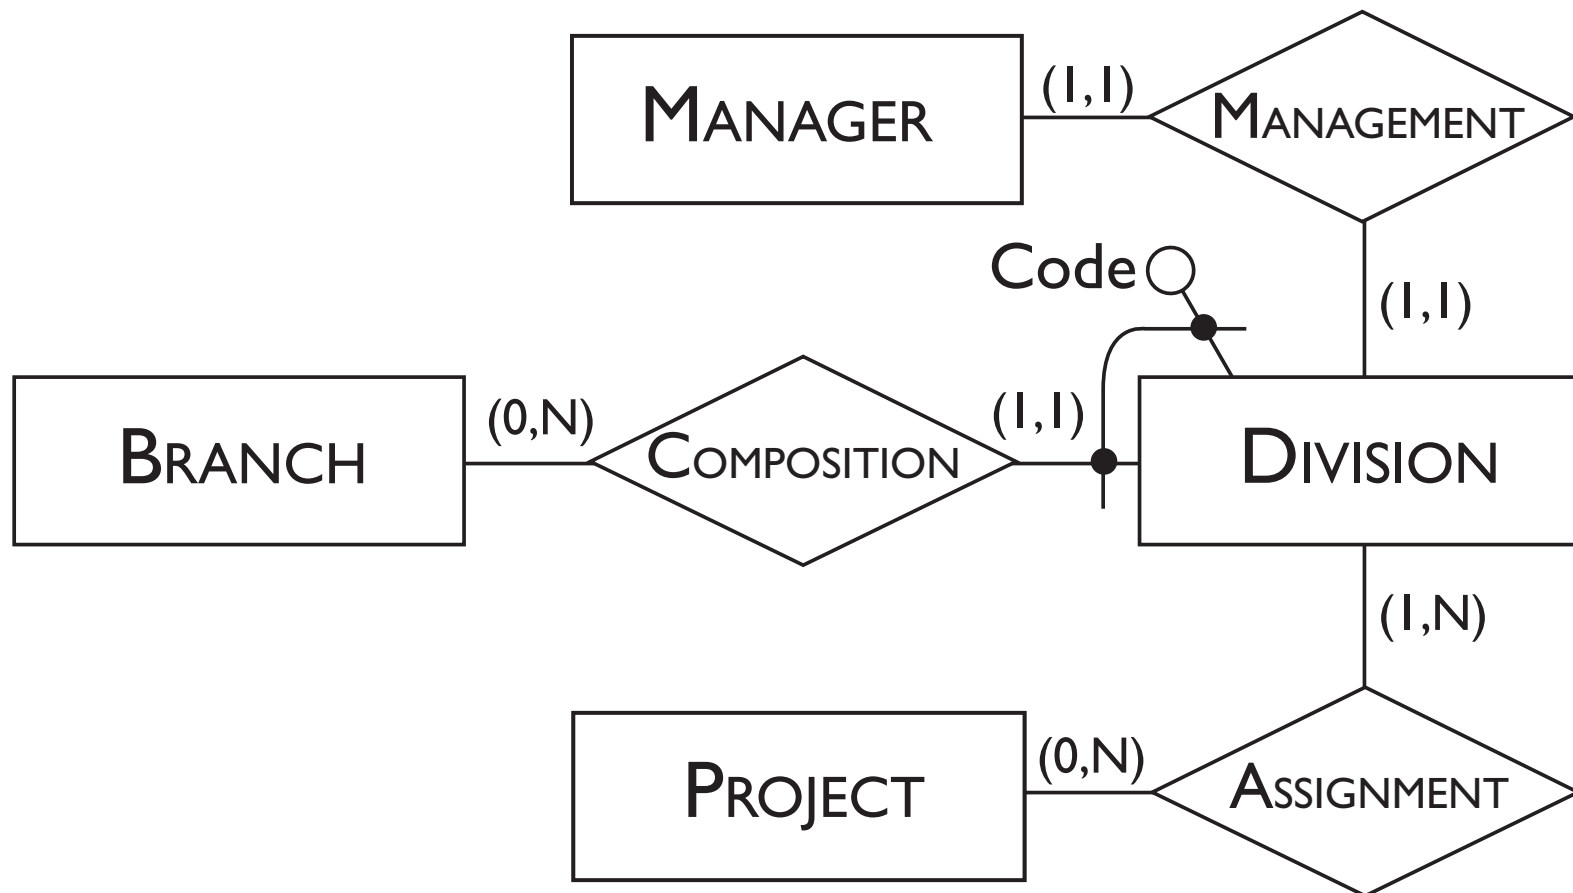 MANAGER
(1,1)
MANAGEMENT
Code
(1,1)
BRANCH
(0,N)
COMPOSITION
(1,1)
DIVISION
(1,N)
PROJECT
(0,N)
ASSIGNMENT